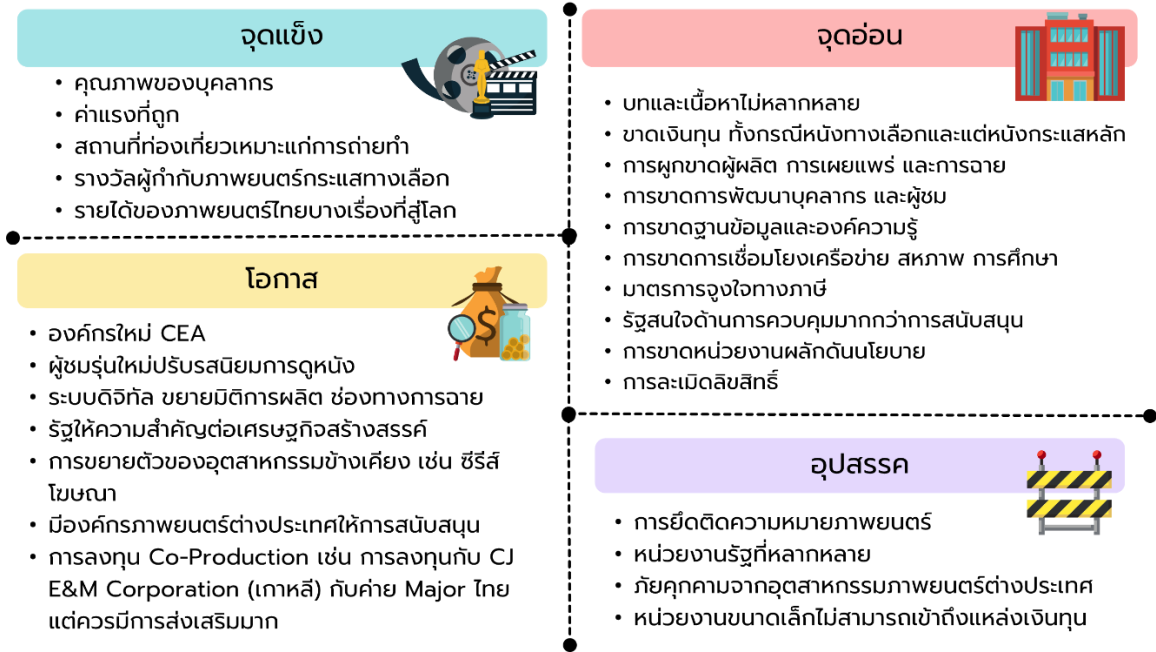 จุดแข็ง
• คุณภาพของบุคลากร
• ค่าแรงที่ถูก
• สถานที่ท่องเที่ยวเหมาะแก่การถ่ายทำ
• รางวัลผู้กำกับภาพยนตร์กระแสทางเลือก
• รายได้ของภาพยนตร์ไทยบางเรื่องที่สู่โลก
จุดอ่อน
• บทและเนื้อหาไม่หลากหลาย
• ขาดเงินทุน ทั้งกรณีหนังทางเลือกและแต่หนังกระแสหลัก
• การผูกขาดผู้ผลิต การเผยแพร่ และการฉาย
• การขาดการพัฒนาบุคลากร และผู้ชม
• การขาดฐานข้อมูลและองค์ความรู้
• การขาดการเชื่อมโยงเครือข่าย สหภาพ การศึกษา
• มาตรการจูงใจทางภาษี
• รัฐสนใจด้านการควบคุมมากกว่าการสนับสนุน
• การขาดหน่วยงานผลักดันนโยบาย
• การละเมิดลิขสิทธิ์
โอกาส
$
• องค์กรใหม่ CEA
• ผู้ชมรุ่นใหม่ปรับรสนิยมการดูหนัง
• ระบบดิจิทัล ขยายมิติการผลิต ช่องทางการฉาย
• รัฐให้ความสำคัญต่อเศรษฐกิจสร้างสรรค์
• การขยายตัวของอุตสาหกรรมข้างเคียง เช่น ซีรีส์
โฆษณา
• มีองค์กรภาพยนตร์ต่างประเทศให้การสนับสนุน
• การลงทุน Co-Production เช่น การลงทุนกับ CJ
E&M Corporation (เกาหลี) กับค่าย Major ไทย
แต่ควรมีการส่งเสริมมาก
อุปสรรค
• การยึดติดความหมายภาพยนตร์
• หน่วยงานรัฐที่หลากหลาย
• ภัยคุกคามจากอุตสาหกรรมภาพยนตร์ต่างประเทศ
• หน่วยงานขนาดเล็กไม่สามารถเข้าถึงแหล่งเงินทุน